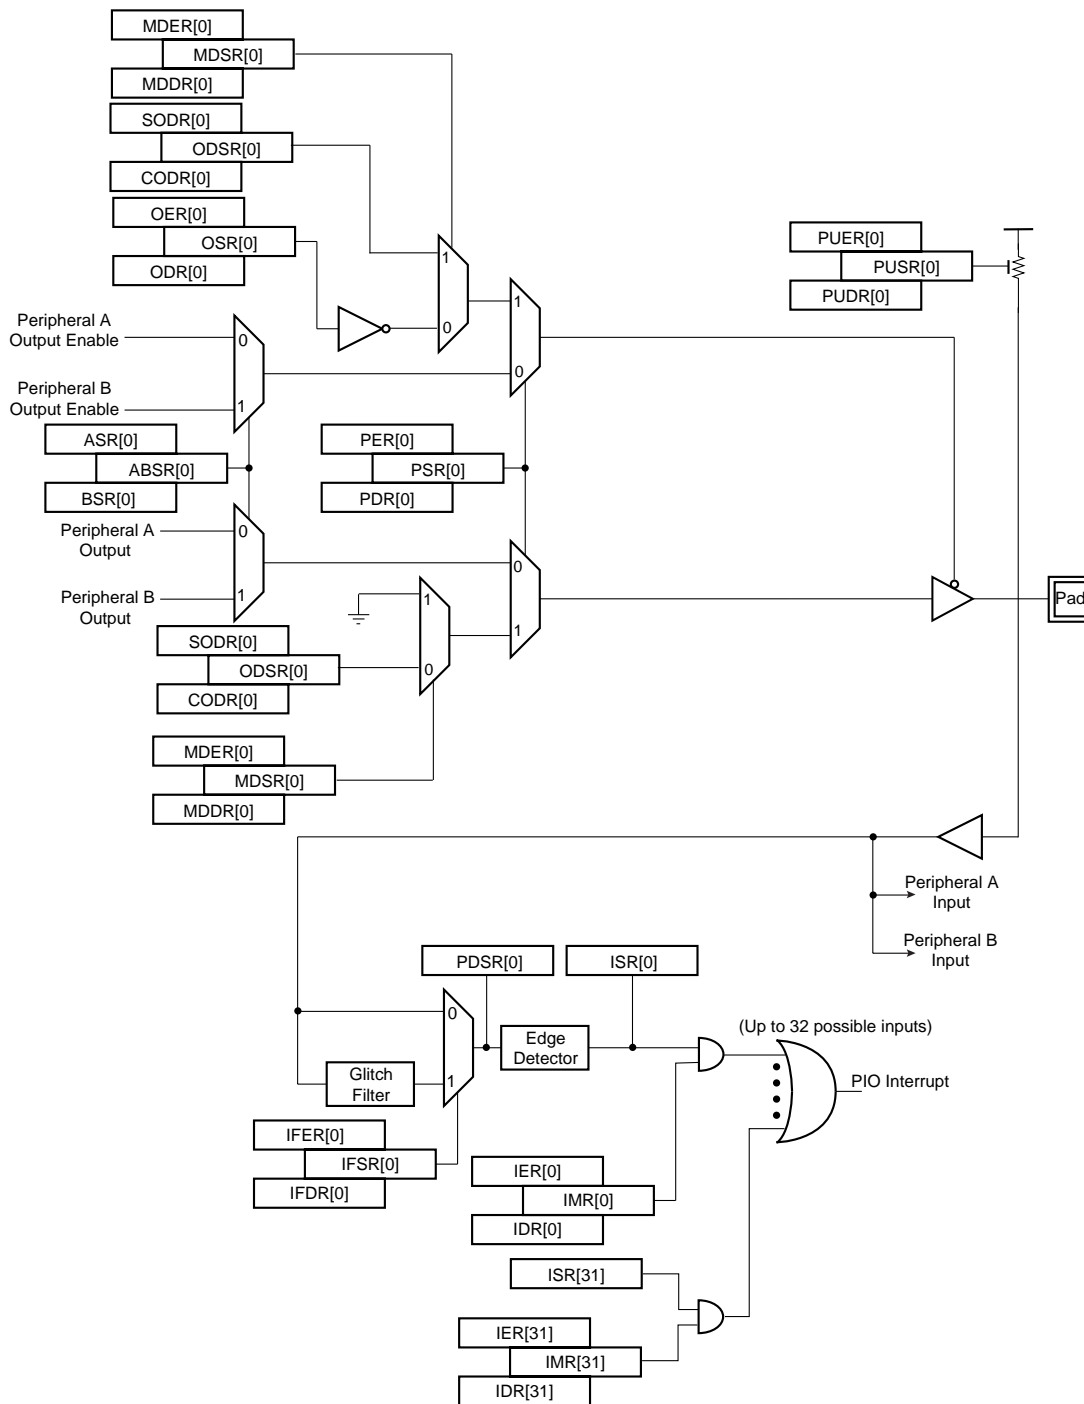 MDER[0]
MDSR[0]
MDDR[0]
SODR[0]
ODSR[0]
CODR[0]
OER[0]
OSR[0]
ODR[0]
1
0
Peripheral A
Output Enable
0
Peripheral B
Output Enable
1
1
0
PUER[0]
PUSR[0]
PUDR[0]
ASR[0]
ABSR[0]
BSR[0]
PER[0]
PSR[0]
PDR[0]
Peripheral A
Output
0
Peripheral B
Output
1
0
1
1
0
Pad
SODR[0]
ODSR[0]
CODR[0]
MDER[0]
MDSR[0]
MDDR[0]
Peripheral A
Input
Peripheral B
Input
PDSR[0]
ISR[0]
0
1
Edge
Detector
Glitch
Filter
(Up to 32 possible inputs)
PIO Interrupt
IFER[0]
IFSR[0]
IFDR[0]
IER[0]
IMR[0]
IDR[0]
ISR[31]
IER[31]
IMR[31]
IDR[31]